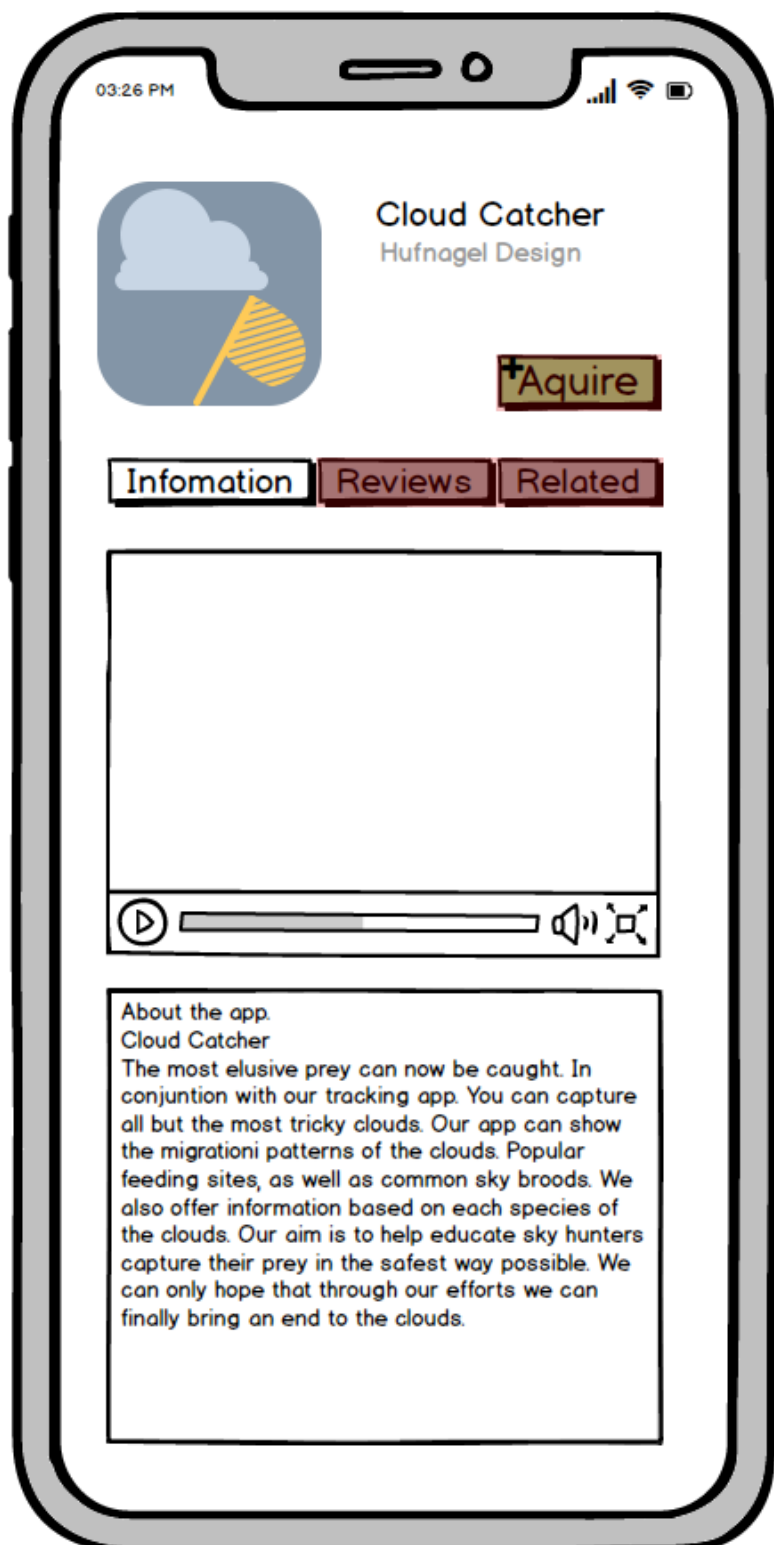 03:26 PM
Cloud Catcher
Hufnagel Design
Aquire
Infomation Reviews Related
About the app.
Cloud Catcher
The most elusive prey can now be caught. In
conjuntion with our tracking app. You can capture
all but the most tricky clouds. Our app can show
the migrationi patterns of the clouds. Popular
feeding sites, as well as common sky broods. We
also offer information based on each species of
the clouds. Our aim is to help educate sky hunters
capture their prey in the safest way possible. We
can only hope that through our efforts we can
finally bring an end to the clouds.